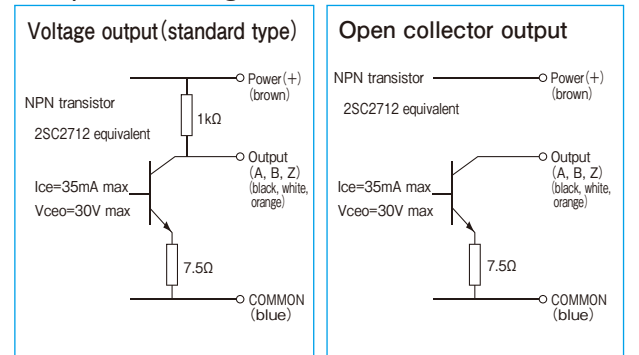 Voltage output(standard type)
Power(+)
(brown)
NPN transistor
2SC2712 equivalent
1kΩ
Output
(A, B, Z)
(black, white,
orange)
Ice=35mA max
Vceo=30V max
7.5Ω
COMMON
(blue)
Open collector output
NPN transistor
Power(+)
(brown)
2SC2712 equivalent
Output
(A, B, Z)
(black, white,
orange)
Ice=35mA max
Vceo=30V max
7.5Ω
COMMON
(blue)